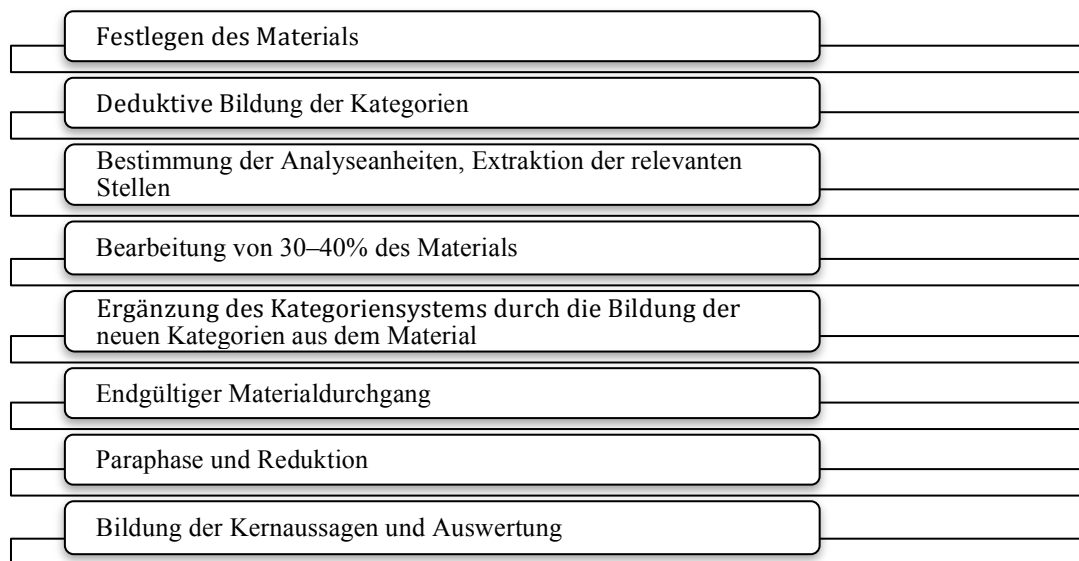 Festlegen des Materials
Deduktive Bildung der Kategorien
Bestimmung der Analyseanheiten, Extraktion der relevanten
Stellen
Bearbeitung von 30–40% des Materials
Ergänzung des Kategoriensystems durch die Bildung der
neuen Kategorien aus dem Material
Endgültiger Materialdurchgang
Paraphase und Reduktion
Bildung der Kernaussagen und Auswertung